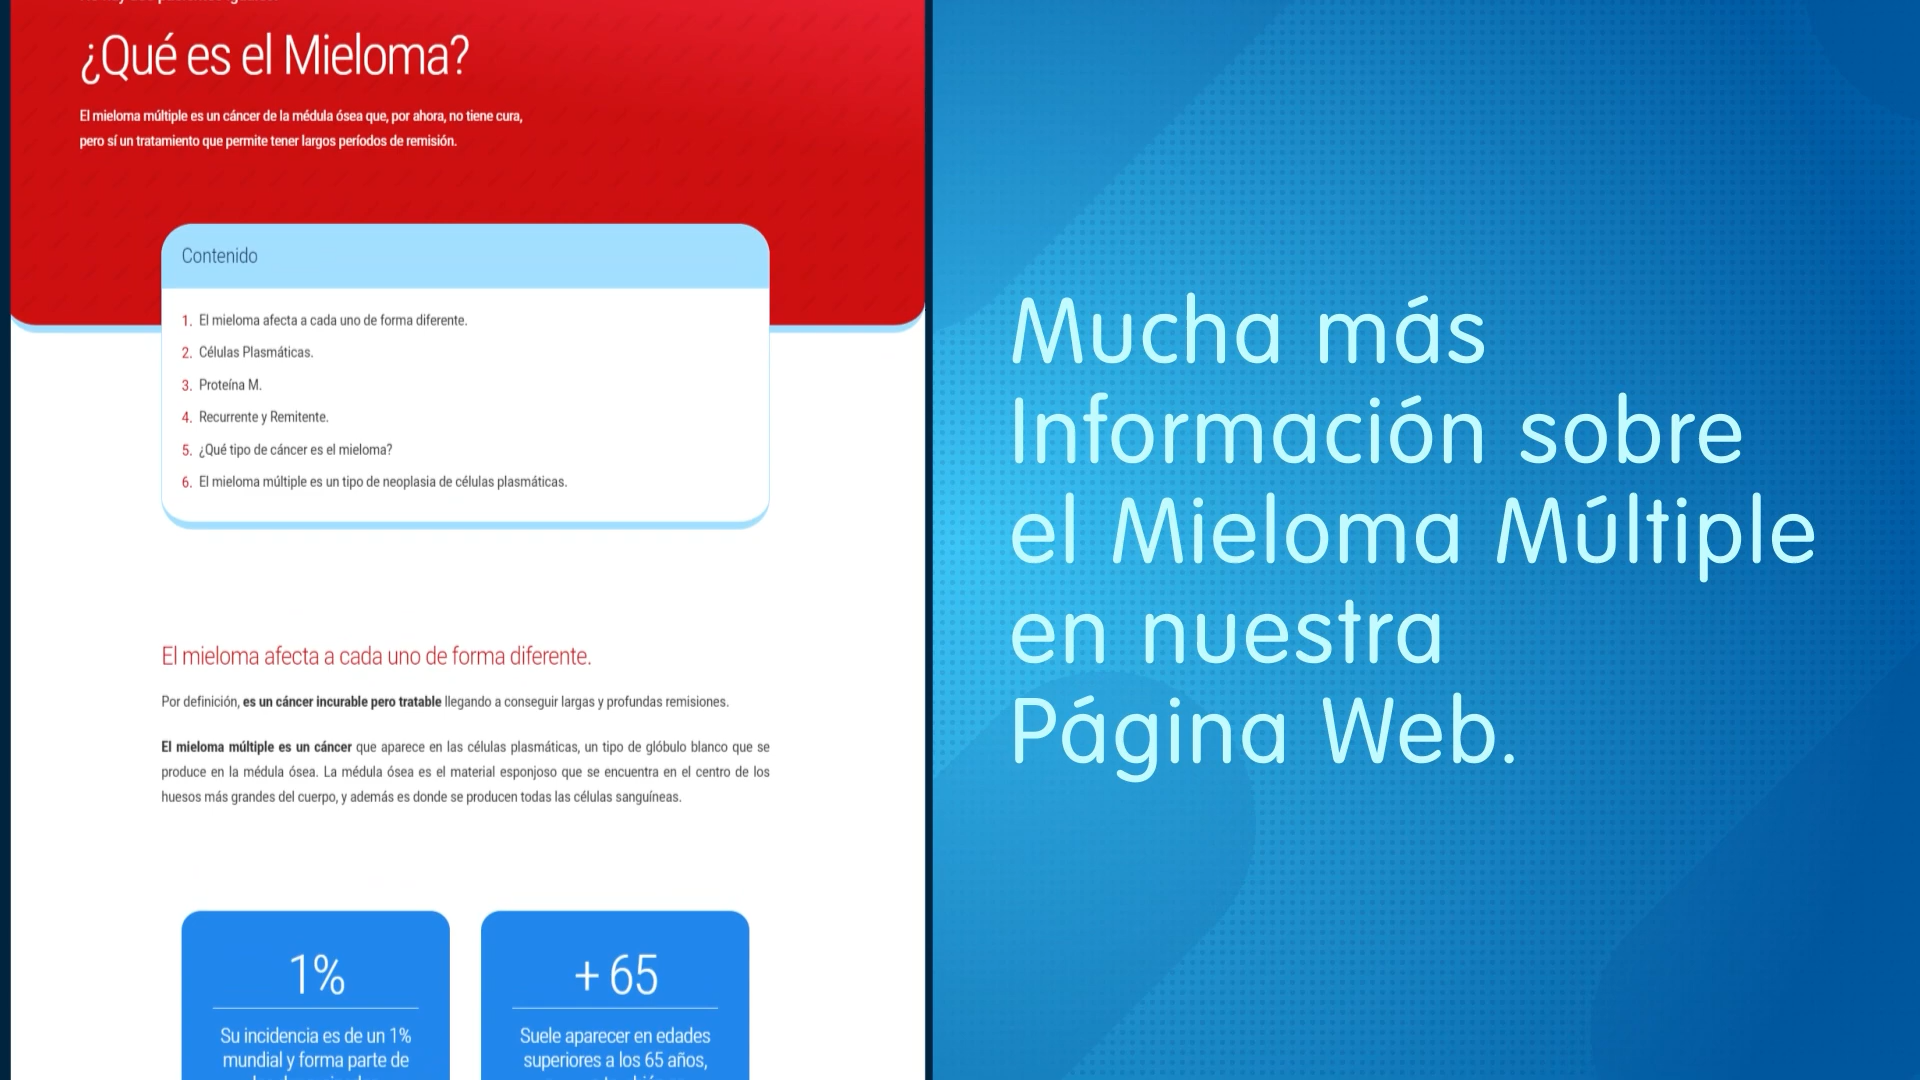 ¿Qué es el Mieloma?
El mieloma múltiple es un cáncer de la médula ósea que, por ahora, no tiene cura,
pero sí un tratamiento que permite tener largos períodos de remisión.
Contenido
1. El mieloma afecta a cada uno de forma diferente.
2. Células Plasmáticas.
3. Proteína M.
4. Recurrente y Remitente.
5. ¿Qué tipo de cáncer es el mieloma?
6. El mieloma múltiple es un tipo de neoplasia de células plasmáticas.
El mieloma afecta a cada uno de forma diferente.
Por definición, es un cáncer incurable pero tratable llegando a conseguir largas y profundas remisiones.
El mieloma múltiple es un cáncer que aparece en las células plasmáticas, un tipo de glóbulo blanco que se
produce en la médula ósea. La médula ósea es el material esponjoso que se encuentra en el centro de los
huesos más grandes del cuerpo, y además es donde se producen todas las células sanguíneas.
1%
Su incidencia es de un 1%
mundial y forma parte de
+ 65
Suele aparecer en edades
superiores a los 65 años,
Mucha más
Información sobre
el Mieloma Múltiple
en nuestra
Página Web.